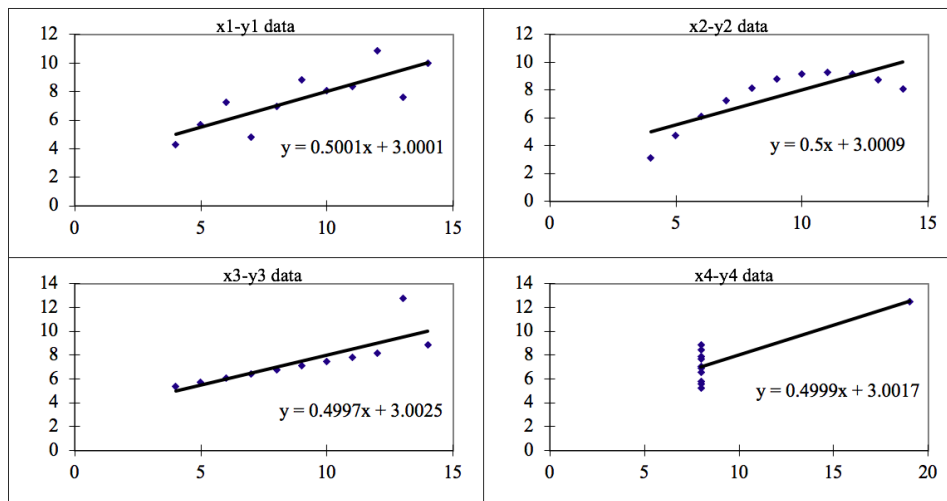 x1-y1 data
12
10
8
6
4
2
0
0 5 10 15
y = 0.5001x + 3.0001
x2-y2 data
12
10
8
6
4
2
0
0 5 10 15
y = 0.5x + 3.0009
x3-y3 data
14
12
10
8
6
4
2
0
0 5 10 15
y = 0.4997x + 3.0025
x4-y4 data
14
12
10
8
6
4
2
0
0 5 10 15 20
y = 0.4999x + 3.0017